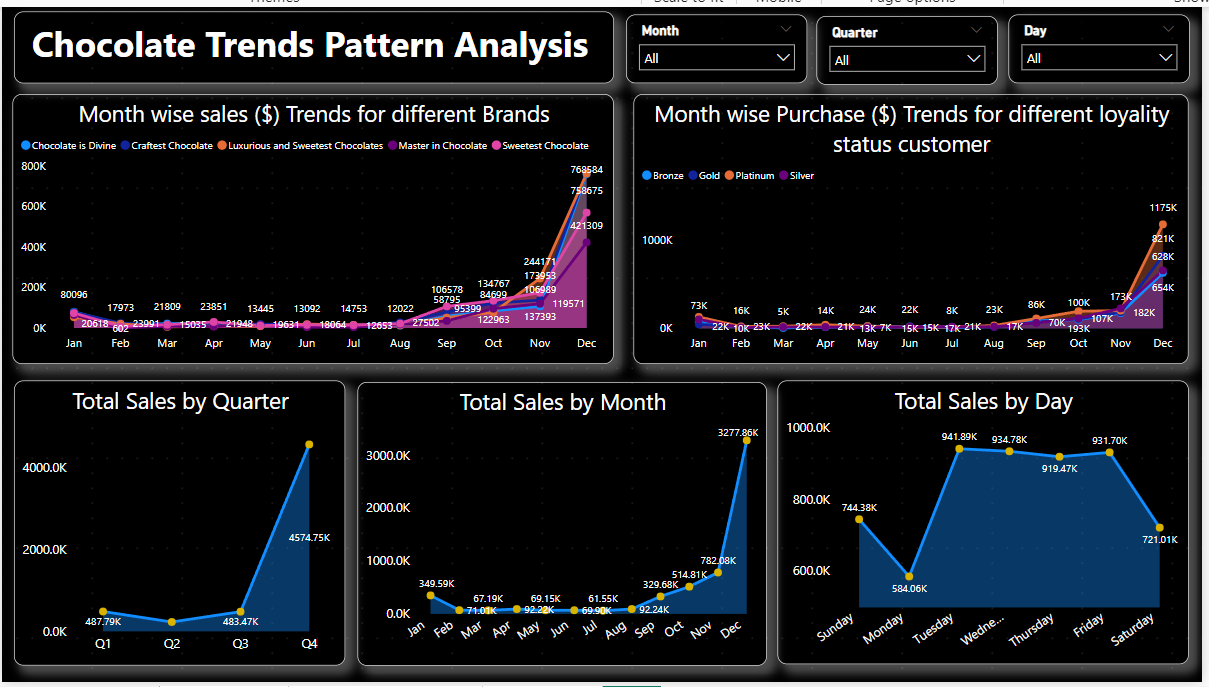 Chocolate Trends Pattern Analysis
Month
All
Quarter
All
Day
All
Month wise sales ($) Trends for different Brands
Chocolate is Divine Craftest Chocolate Luxurious and Sweetest Chocolates Master in Chocolate Sweetest Chocolate
800K
600K
400K
200K
0K
80096
20618
17973
602
23991
21809
15035
23851
21948
13445
19631
13092
18064
14753
12653
12022
27502
106578
58795
95399
134767
84699
122963
244171
173953
106989
137393
119571
768584
758675
421309
Jan Feb Mar Apr May Jun Jul Aug Sep Oct Nov Dec
Month wise Purchase ($) Trends for different loyality
status customer
Bronze Gold Platinum Silver
1000K
0K
73K
22K
16K
10K
23K
5K
22K
14K
21K
24K
13K
7K
22K
15K
8K
17K
21K
23K
17K
86K
70K
100K
193K
107K
173K
182K
1175K
821K
628K
654K
Jan Feb Mar Apr May Jun Jul Aug Sep Oct Nov Dec
Total Sales by Quarter
4000.0K
2000.0K
0.0K
487.79K
483.47K
4574.75K
Q1 Q2 Q3 Q4
Total Sales by Month
3000.0K
2000.0K
1000.0K
0.0K
349.59K
71.01K
67.19K
92.22K
69.15K
69.90K
61.55K
92.24K
329.68K
514.81K
782.08K
3277.86K
Jan Feb Mar Apr May Jun Jul Aug Sep Oct Nov Dec
Total Sales by Day
1000.0K
800.0K
600.0K
744.38K
584.06K
941.89K
934.78K
919.47K
931.70K
721.01K
Sunday Monday Tuesday Wedne... Thursday Friday Saturday